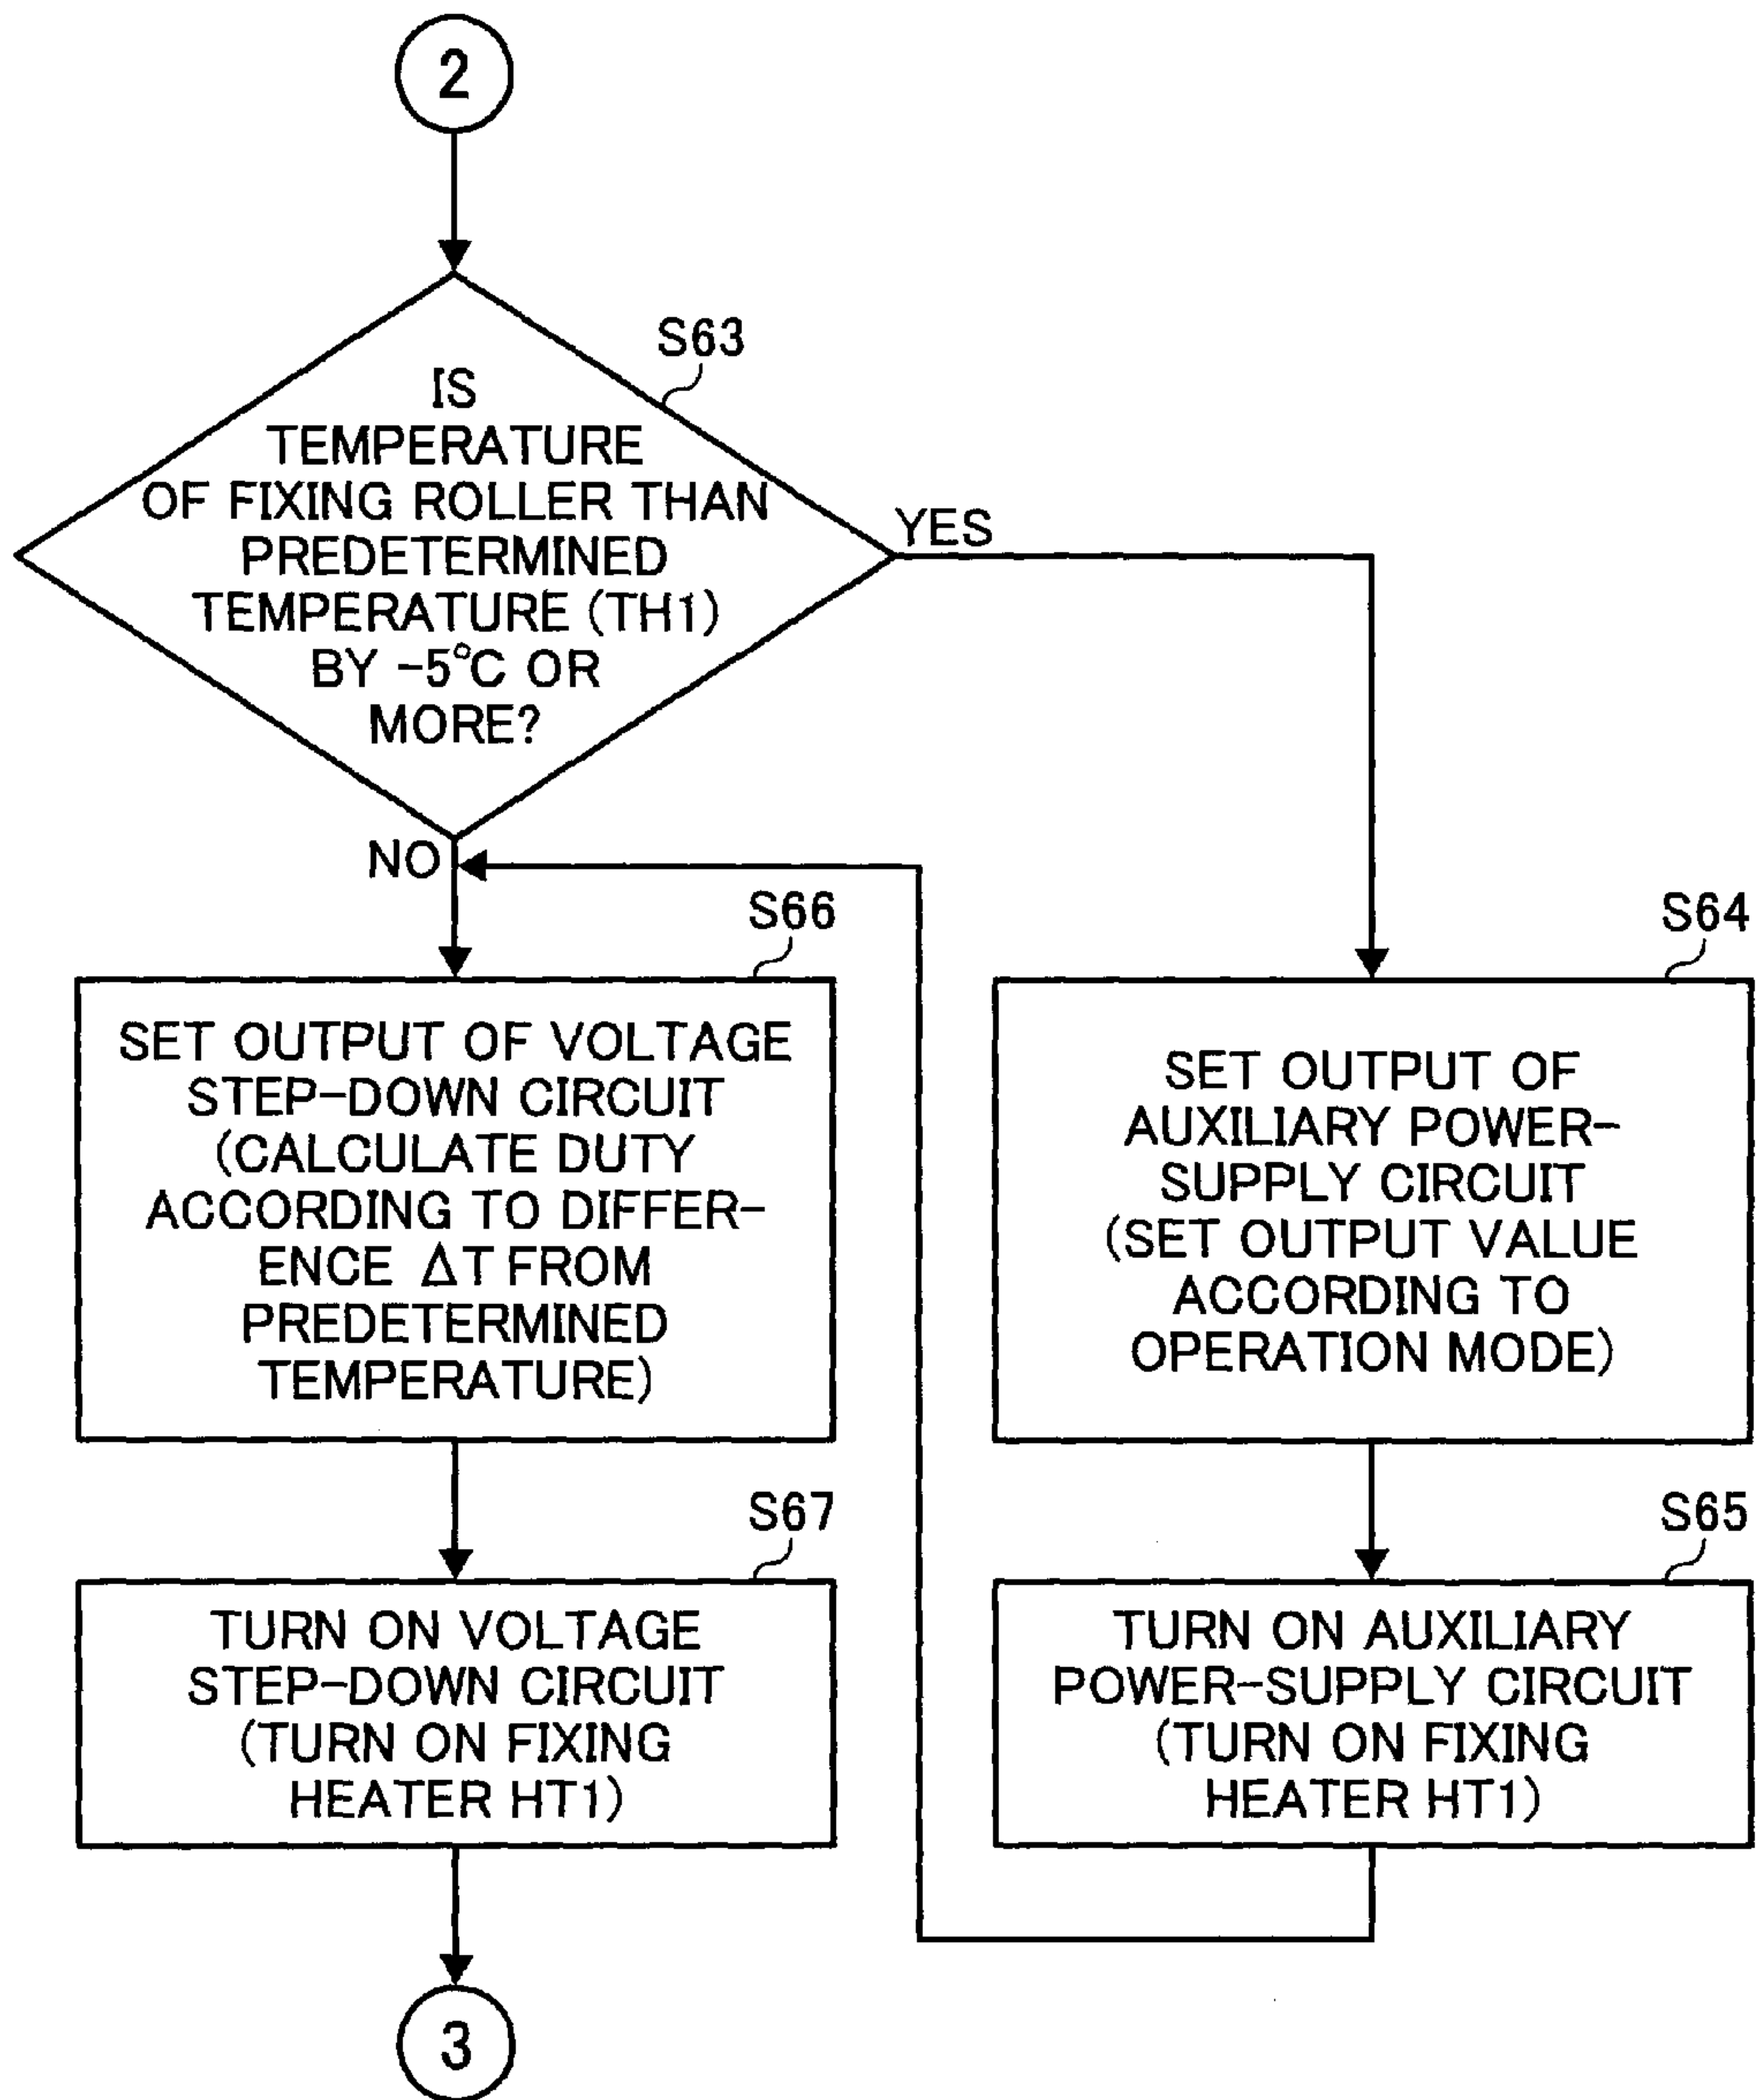 2
S63
IS
TEMPERATURE
OF FIXING ROLLER THAN
PREDETERMINED
TEMPERATURE (TH1)
BY -5°C OR
MORE?
YES
NO
S66
SET OUTPUT OF VOLTAGE
STEP-DOWN CIRCUIT
(CALCULATE DUTY
ACCORDING TO DIFFER-
ENCE ΔT FROM
PREDETERMINED
TEMPERATURE)
S64
SET OUTPUT OF
AUXILIARY POWER-
SUPPLY CIRCUIT
(SET OUTPUT VALUE
ACCORDING TO
OPERATION MODE)
S67
TURN ON VOLTAGE
STEP-DOWN CIRCUIT
(TURN ON FIXING
HEATER HT1)
S65
TURN ON AUXILIARY
POWER-SUPPLY CIRCUIT
(TURN ON FIXING
HEATER HT1)
3